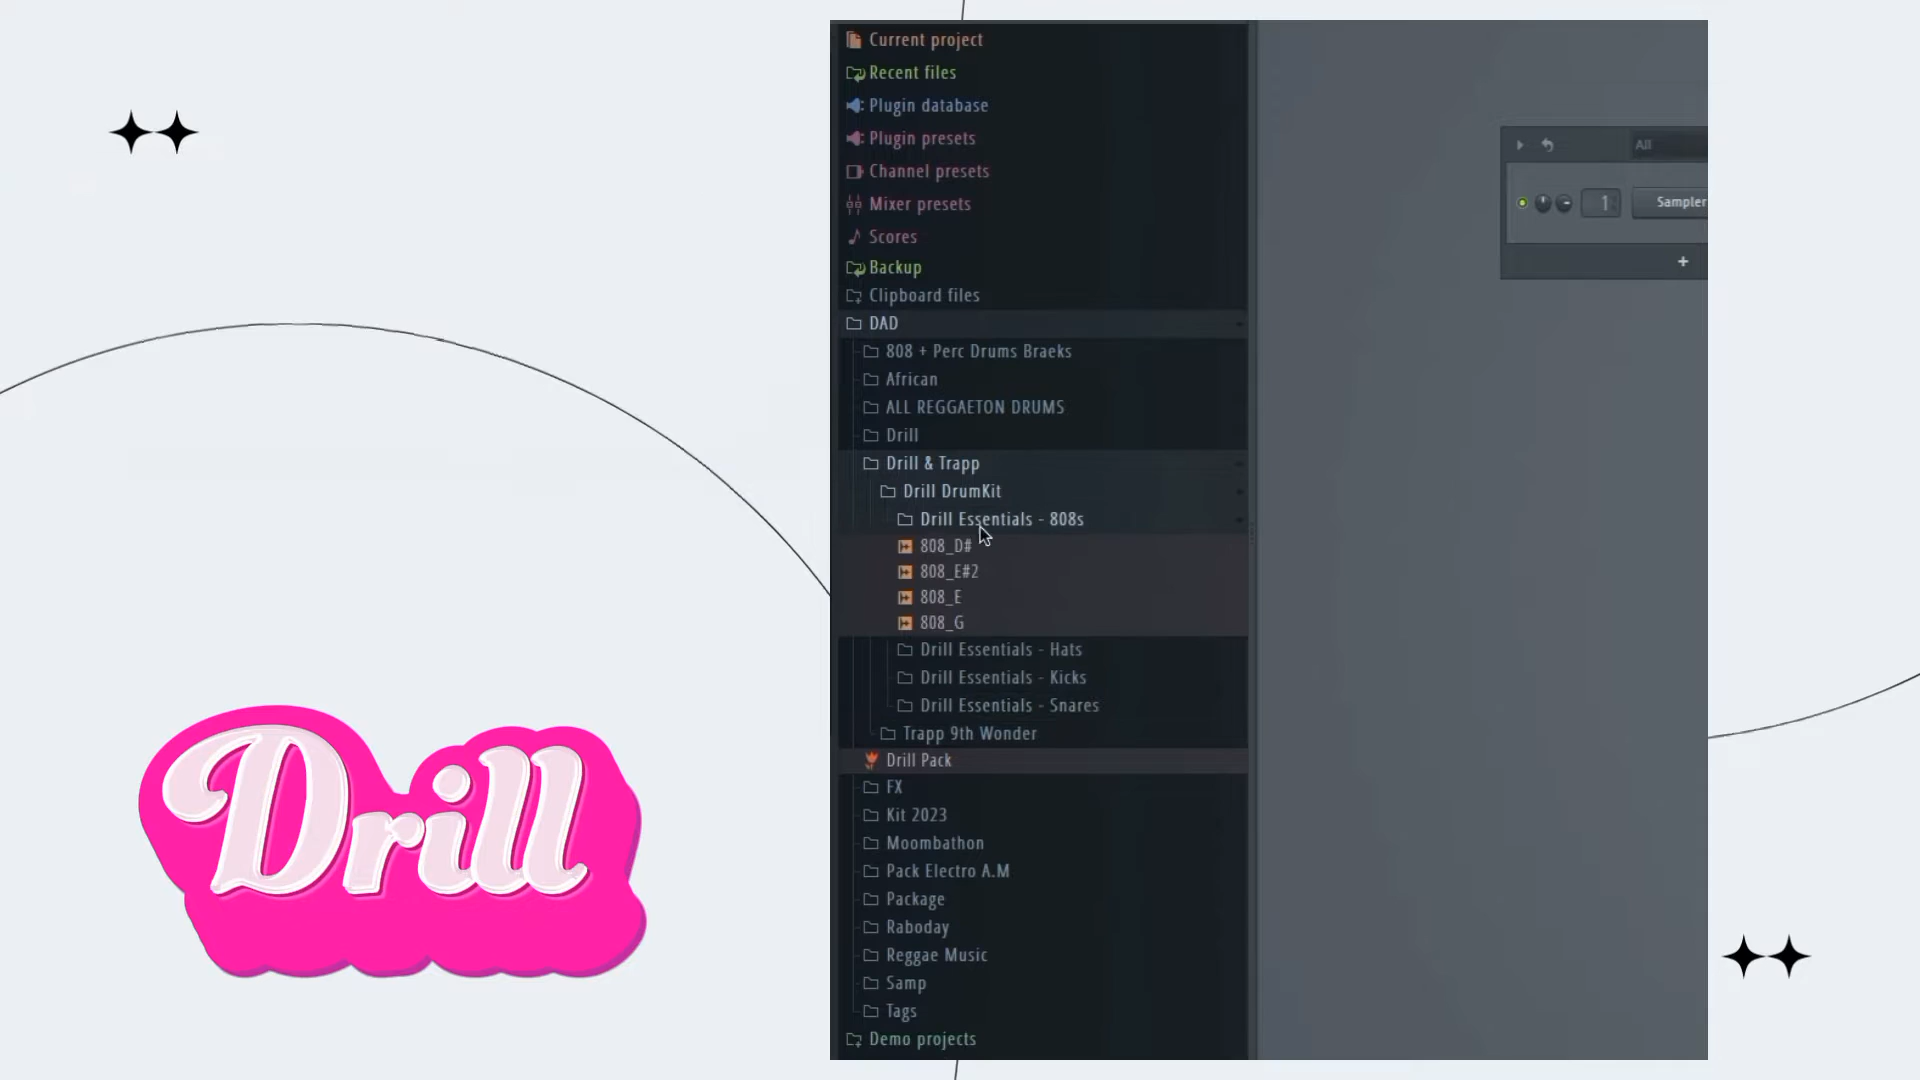 Current project
Recent files
Plugin database
Plugin presets
Channel presets
Mixer presets
Scores
Backup
Clipboard files
DAD
808 + Perc Drums Braeks
African
ALL REGGAETON DRUMS
Drill
Drill & Trapp
Drill DrumKit
Drill Essentials - 808s
808_D#
808_E#2
808_E
808_G
Drill Essentials - Hats
Drill Essentials - Kicks
Drill Essentials - Snares
Trapp 9th Wonder
Drill Pack
FX
Kit 2023
Moombathon
Pack Electro A.M
Package
Raboday
Reggae Music
Samp
Tags
Demo projects
All
1 Sampler
+
Drill